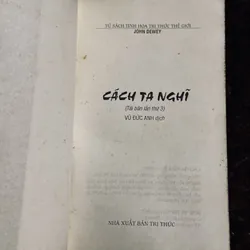 TỦ SÁCH TINH HOA TRI THỨC THẾ GIỚI
JOHN DEWEY
CÁCH TA NGHĨ
(Tái bản lần thứ 3)
VŨ ĐỨC ANH dịch
NHÀ XUẤT BẢN TRI THỨC